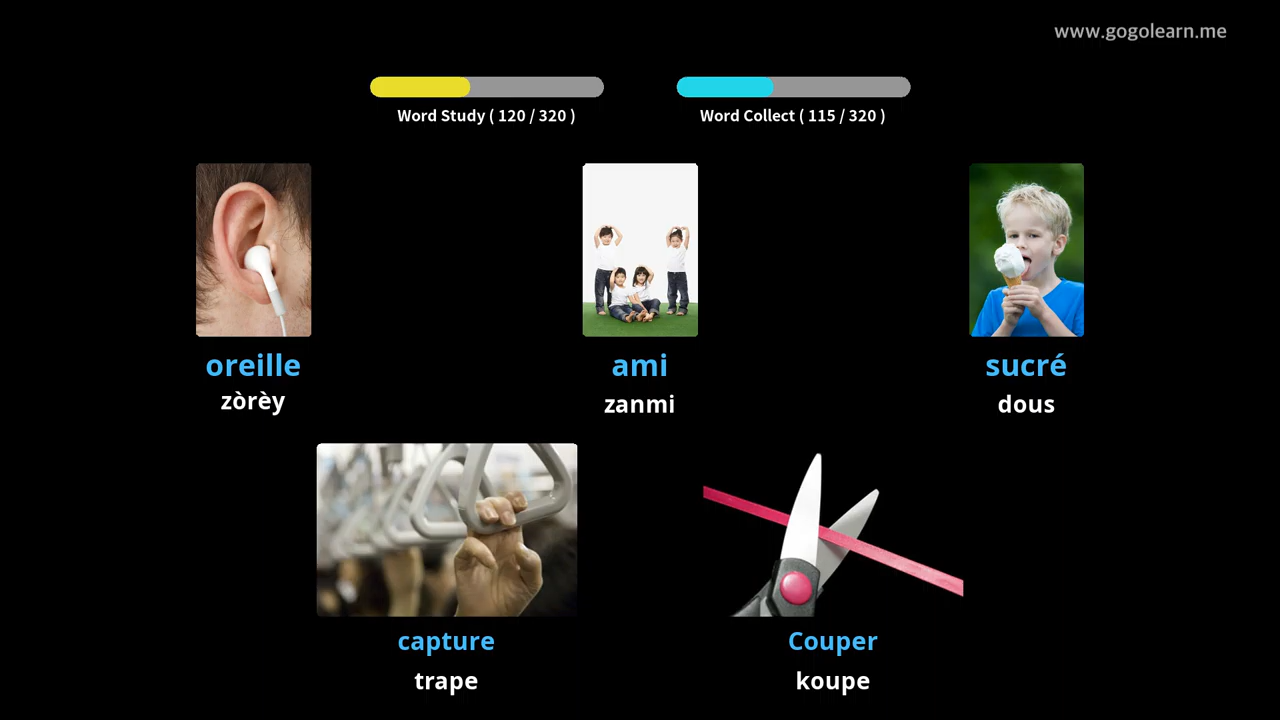 www.gogolearn.me
Word Study ( 120 / 320 )
Word Collect ( 115 / 320 )
oreille
zòrèy
ami
zanmi
sucré
dous
capture
trape
Couper
koupe